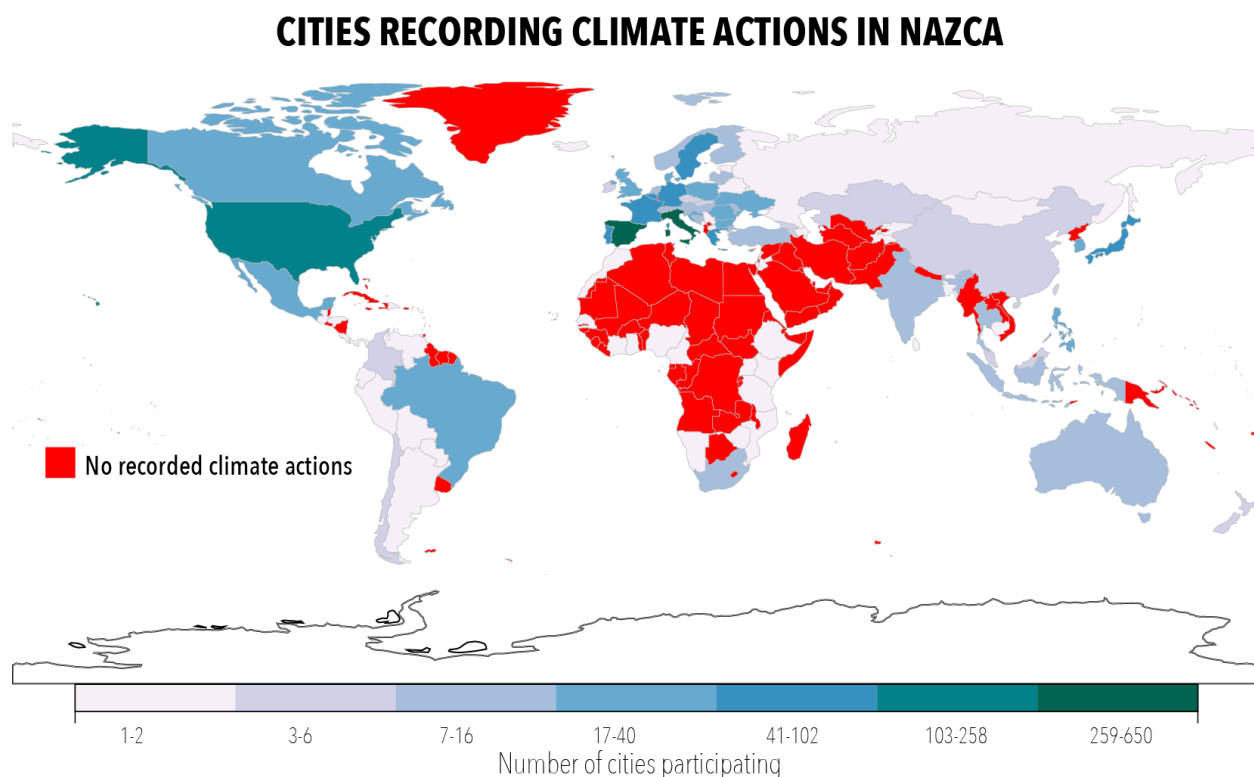 CITIES RECORDING CLIMATE ACTIONS IN NAZCA
No recorded climate actions
1-2 3-6 7-16 17-40 41-102 103-258 259-650
Number of cities participating